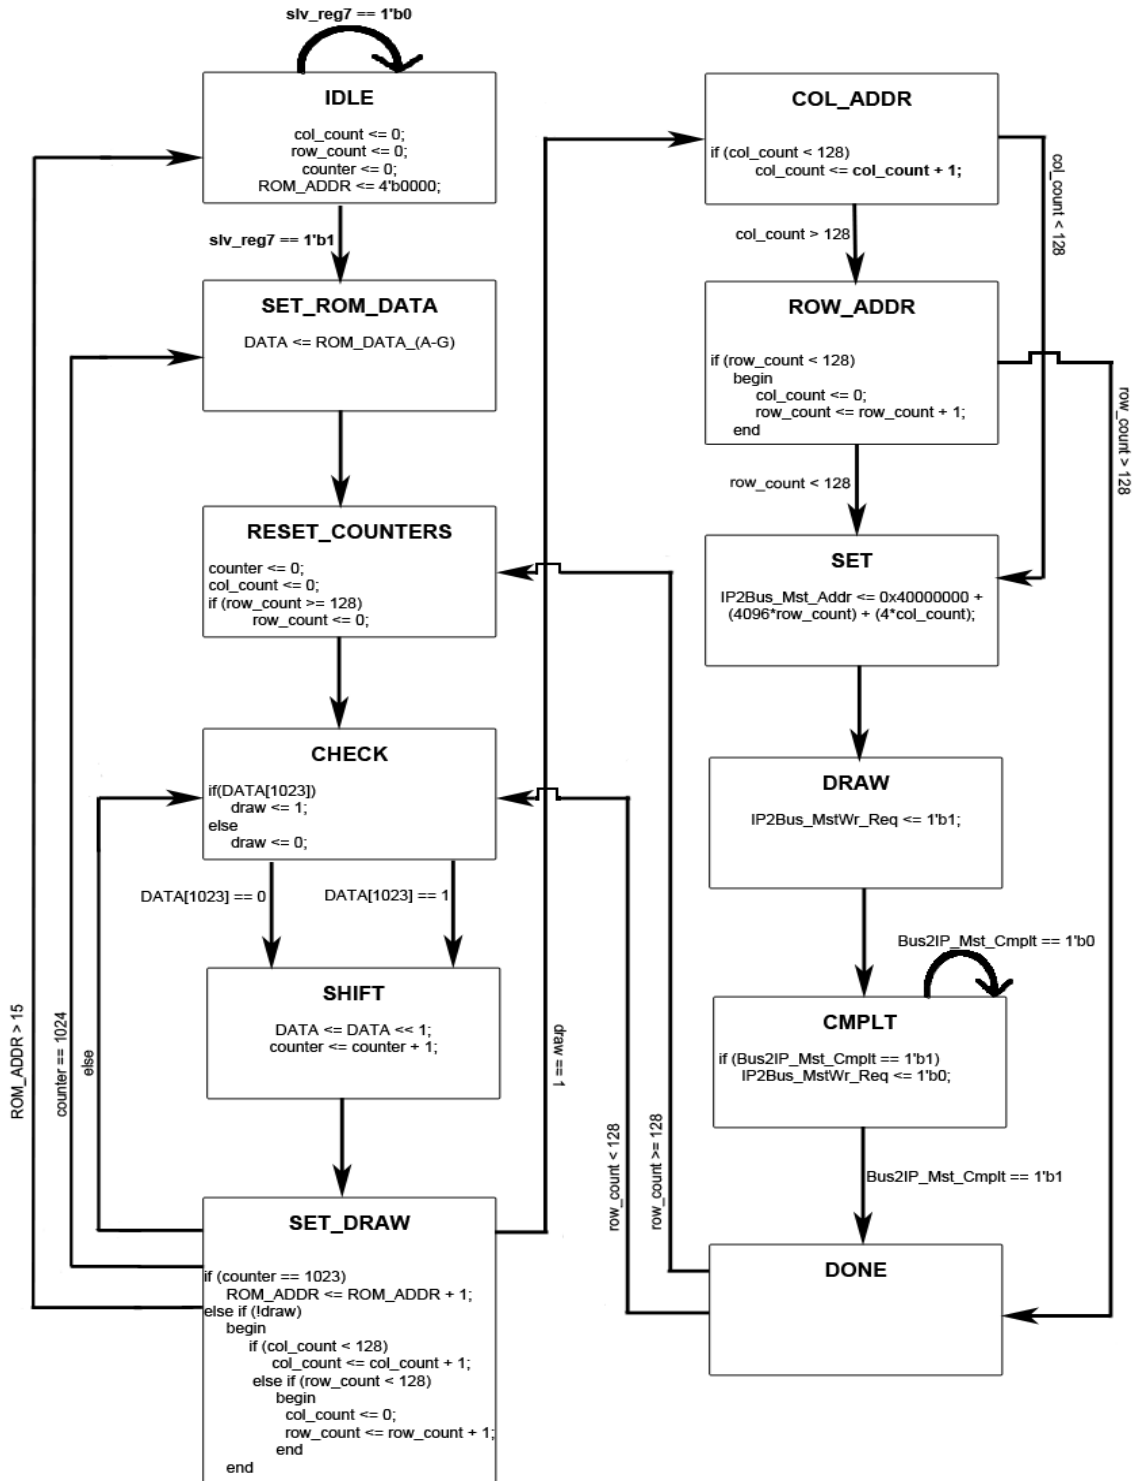 slv_reg7 == 1'b0
IDLE
col_count <= 0;
row_count <= 0;
counter <= 0;
ROM_ADDR <= 4'b0000;
slv_reg7 == 1'b1
SET_ROM_DATA
DATA <= ROM_DATA_(A-G)
RESET_COUNTERS
counter <= 0;
col_count <= 0;
if (row_count >= 128)
row_count <= 0;
CHECK
if(DATA[1023])
draw <= 1;
else
draw <= 0;
DATA[1023] == 0
DATA[1023] == 1
SHIFT
DATA <= DATA << 1;
counter <= counter + 1;
SET_DRAW
if (counter == 1023)
ROM_ADDR <= ROM_ADDR + 1;
else if (!draw)
begin
if (col_count < 128)
col_count <= col_count + 1;
else if (row_count < 128)
begin
col_count <= 0;
row_count <= row_count + 1;
end
end
ROM_ADDR > 15
counter == 1024
else
draw == 1
COL_ADDR
if (col_count < 128)
col_count <= col_count + 1;
col_count > 128
col_count < 128
ROW_ADDR
if (row_count < 128)
begin
col_count <= 0;
row_count <= row_count + 1;
end
row_count < 128
row_count > 128
SET
IP2Bus_Mst_Addr <= 0x40000000 +
(4096*row_count) + (4*col_count);
DRAW
IP2Bus_MstWr_Req <= 1'b1;
Bus2IP_Mst_Cmplt == 1'b0
CMPLT
if (Bus2IP_Mst_Cmplt == 1'b1)
IP2Bus_MstWr_Req <= 1'b0;
Bus2IP_Mst_Cmplt == 1'b1
DONE
row_count < 128
row_count >= 128